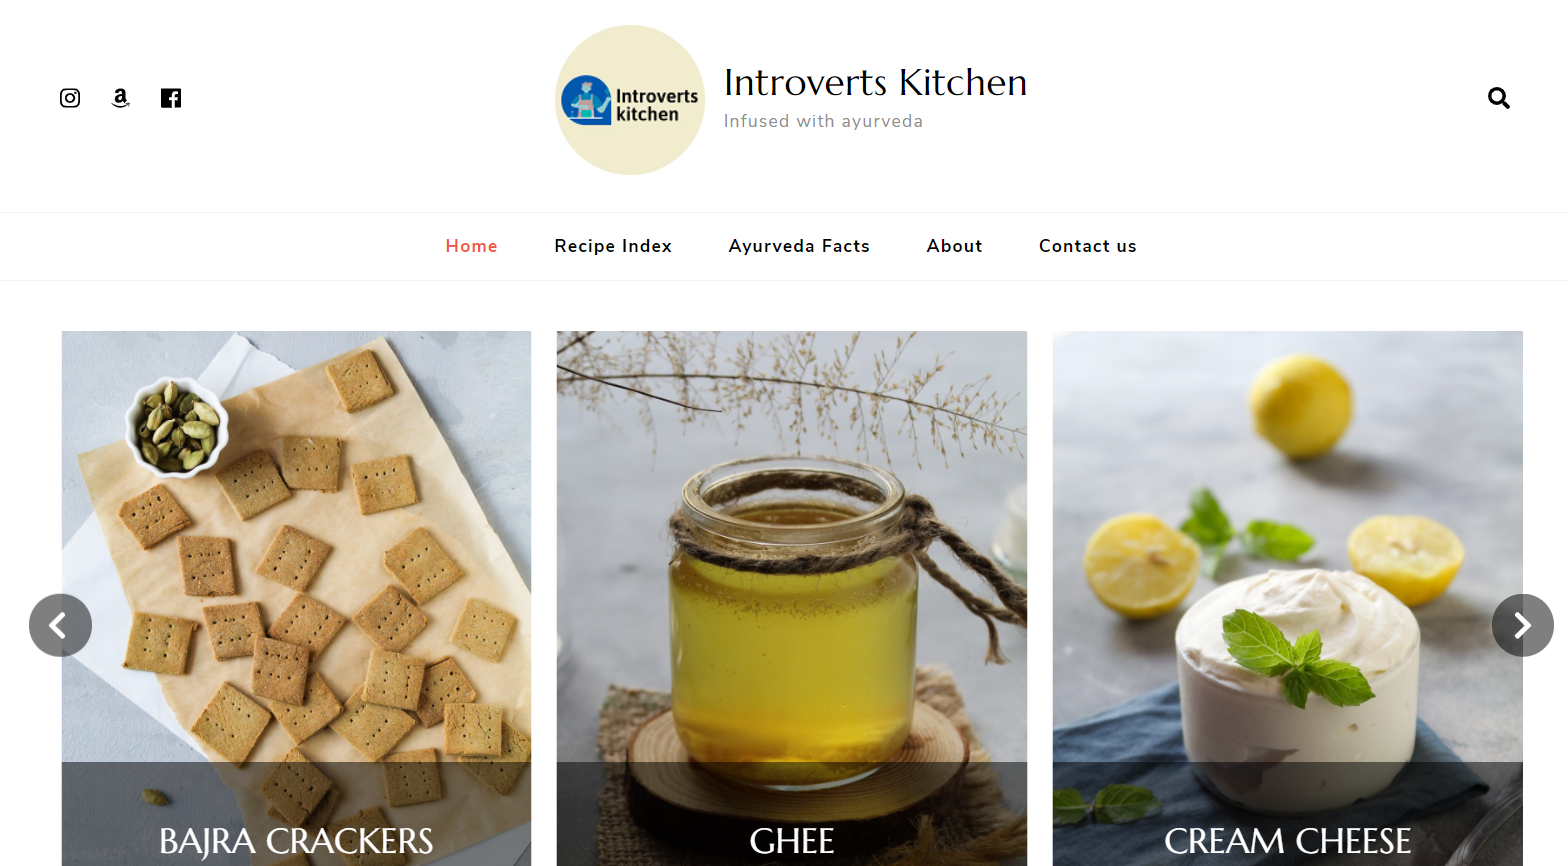 Introverts
kitchen
Introverts Kitchen
Infused with ayurveda
Home Recipe Index Ayurveda Facts About Contact us
BAJRA CRACKERS GHEE CREAM CHEESE